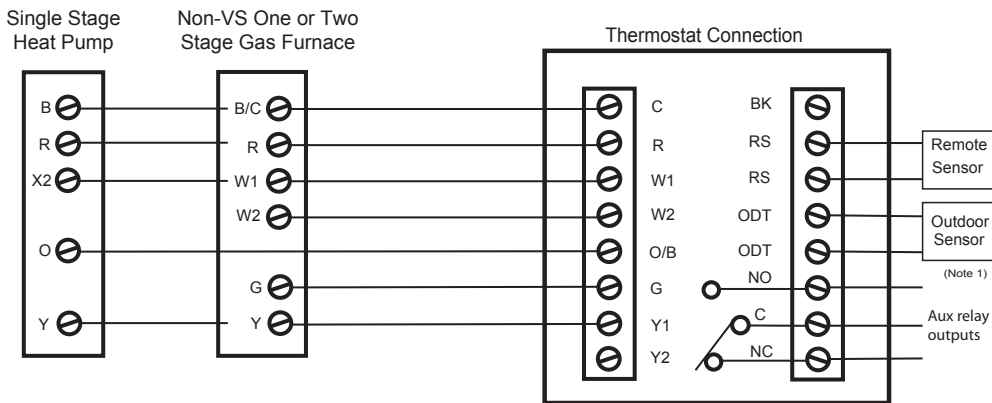 Single Stage
Heat Pump
Non-VS One or Two
Stage Gas Furnace
Thermostat Connection
B
R
X2
O
Y
B/C
R
W1
W2
G
Y
C
R
W1
W2
O/B
G
Y1
Y2
BK
RS
RS
ODT
ODT
NO
C
NC
Remote
Sensor
Outdoor
Sensor
(Note 1)
Aux relay
outputs